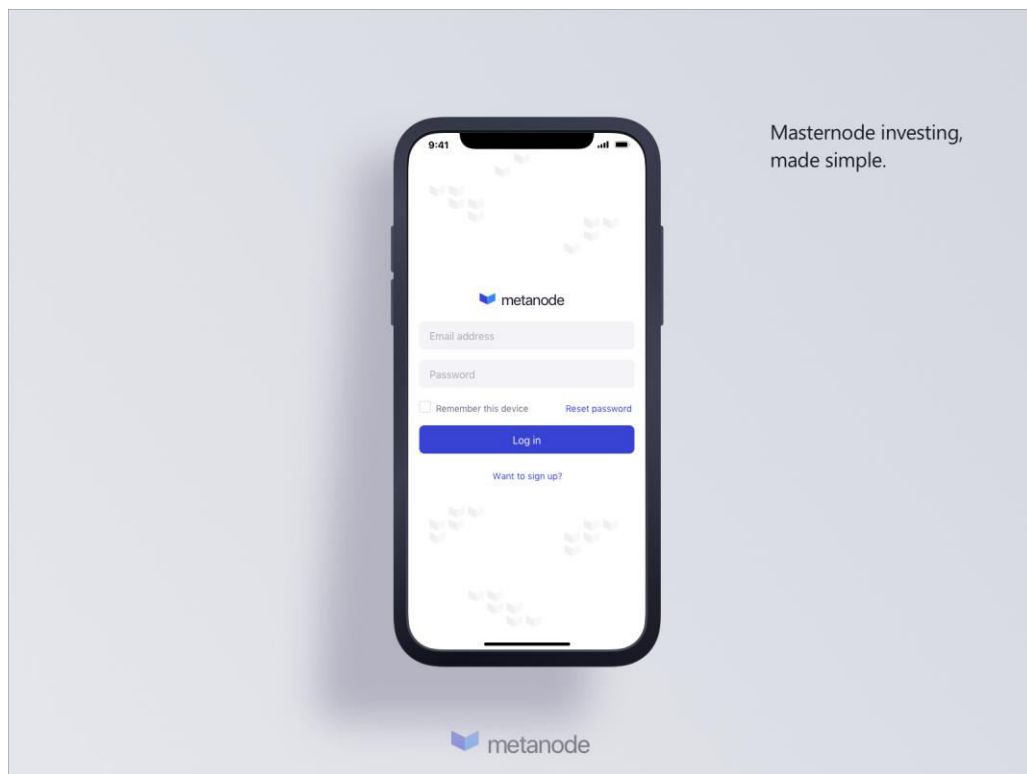 Masternode investing,
made simple.
9:41
metanode
Email address
Password
Remember this device
Reset password
Log in
Want to sign up?
metanode